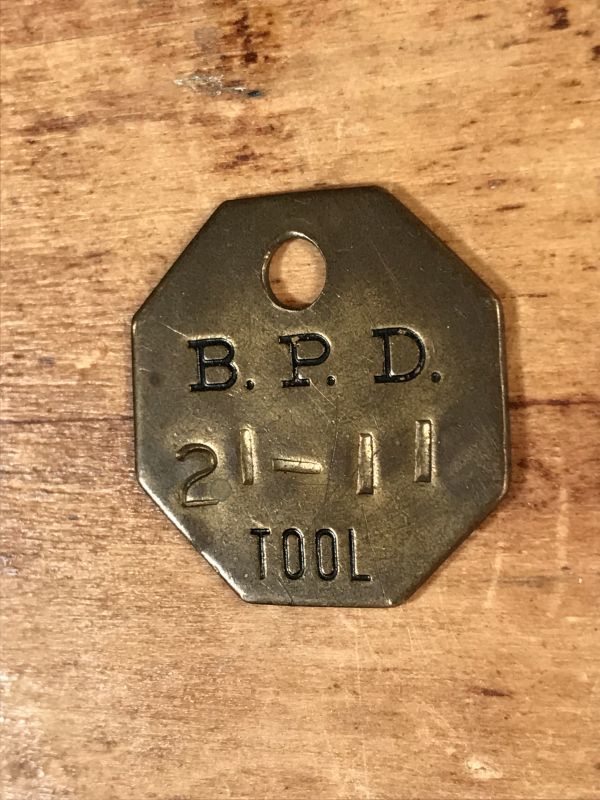 B. P. D.
21-11
TOOL